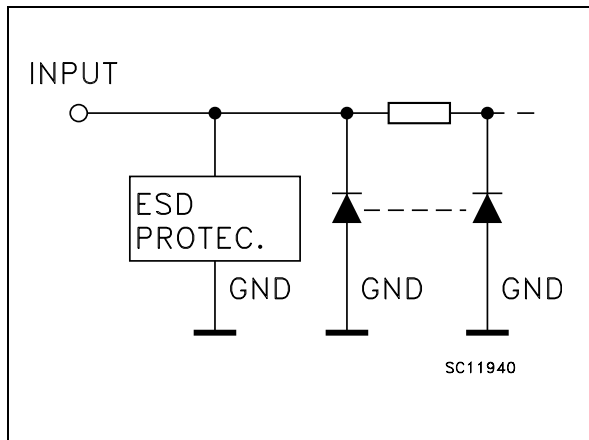 INPUT
ESD
PROTEC.
GND
GND
GND
SC11940